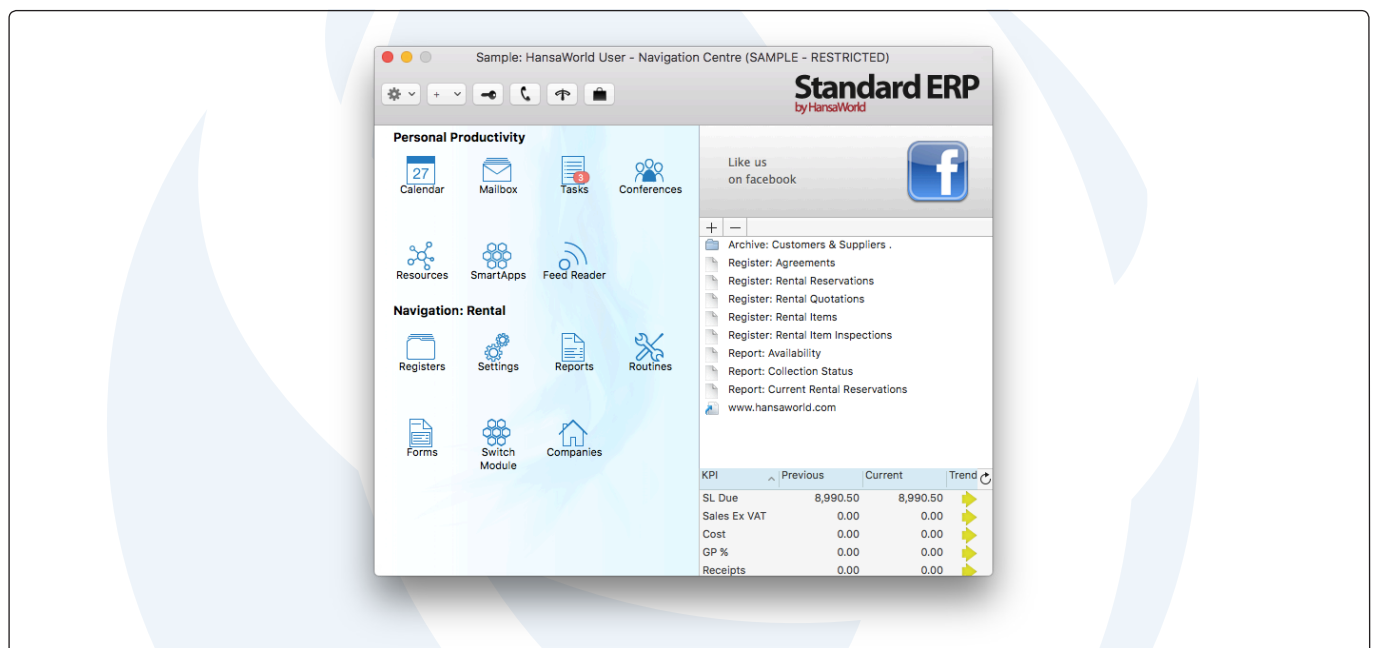 Sample: HansaWorld User - Navigation Centre (SAMPLE - RESTRICTED)
+
Standard ERP
by HansaWorld
Personal Productivity
27
Calendar
Mailbox
3
Tasks
Conferences
Resources
SmartApps
Feed Reader
Navigation: Rental
Registers
Settings
Reports
Routines
Forms
Switch
Module
Companies
Like us
on facebook
f
+ −
Archive: Customers & Suppliers .
Register: Agreements
Register: Rental Reservations
Register: Rental Quotations
Register: Rental Items
Register: Rental Item Inspections
Report: Availability
Report: Collection Status
Report: Current Rental Reservations
www.hansaworld.com
KPI Previous Current Trend
SL Due 8,990.50 8,990.50
Sales Ex VAT 0.00 0.00
Cost 0.00 0.00
GP % 0.00 0.00
Receipts 0.00 0.00